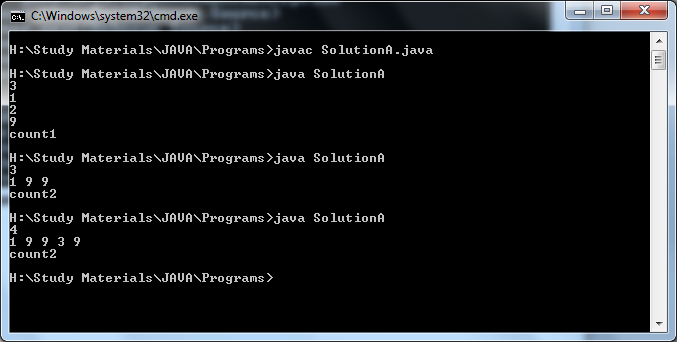 C:\Windows\system32\cmd.exe
H:\Study Materials\JAVA\Programs>javac SolutionA.java
H:\Study Materials\JAVA\Programs>java SolutionA
3
1
2
9
count1
H:\Study Materials\JAVA\Programs>java SolutionA
3
1 9 9
count2
H:\Study Materials\JAVA\Programs>java SolutionA
4
1 9 9 3 9
count2
H:\Study Materials\JAVA\Programs>